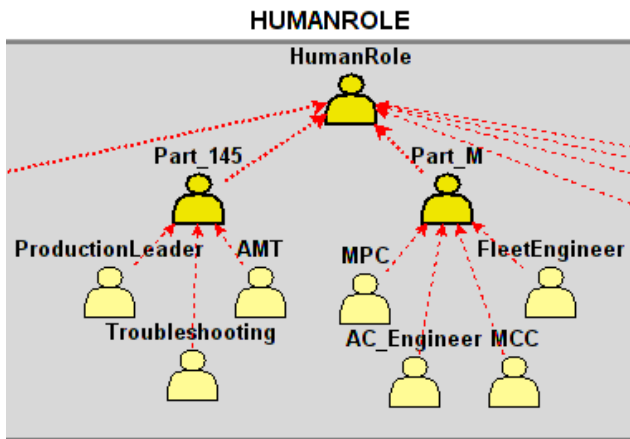 HUMANROLE
HumanRole
Part_145
Part_M
ProductionLeader
AMT
MPC
FleetEngineer
Troubleshooting
AC_Engineer
MCC